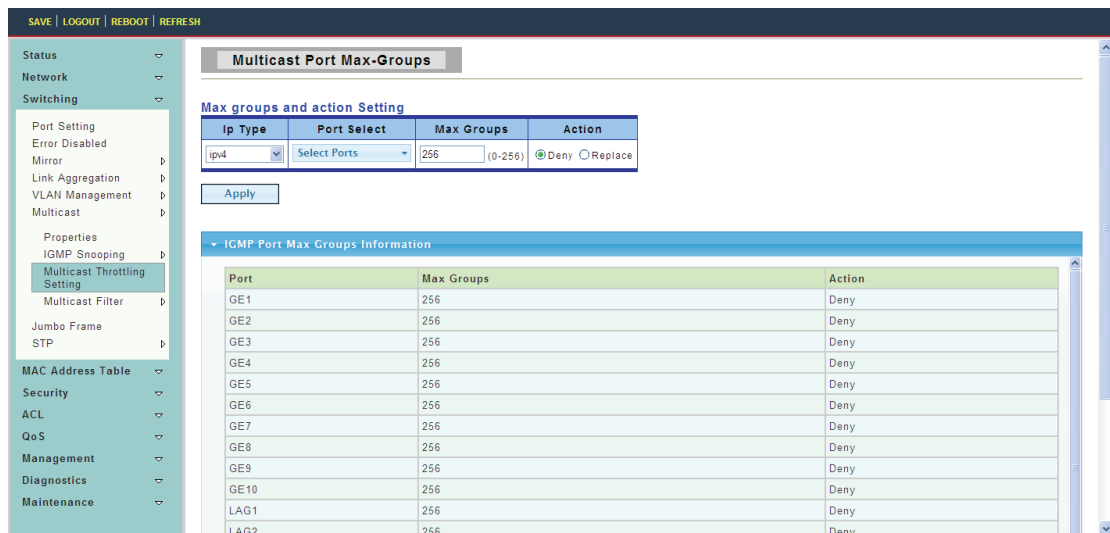 SAVE | LOGOUT | REBOOT | REFRESH
Status
Network
Switching
Port Setting
Error Disabled
Mirror
Link Aggregation
VLAN Management
Multicast
Properties
IGMP Snooping
Multicast Throttling
Setting
Multicast Filter
Jumbo Frame
STP
MAC Address Table
Security
ACL
QoS
Management
Diagnostics
Maintenance
Multicast Port Max-Groups
Max groups and action Setting
Ip Type Port Select Max Groups Action
ipv4 Select Ports 256 (0-256) Deny Replace
Apply
IGMP Port Max Groups Information
Port Max Groups Action
GE1 256 Deny
GE2 256 Deny
GE3 256 Deny
GE4 256 Deny
GE5 256 Deny
GE6 256 Deny
GE7 256 Deny
GE8 256 Deny
GE9 256 Deny
GE10 256 Deny
LAG1 256 Deny
LAG2 256 Deny